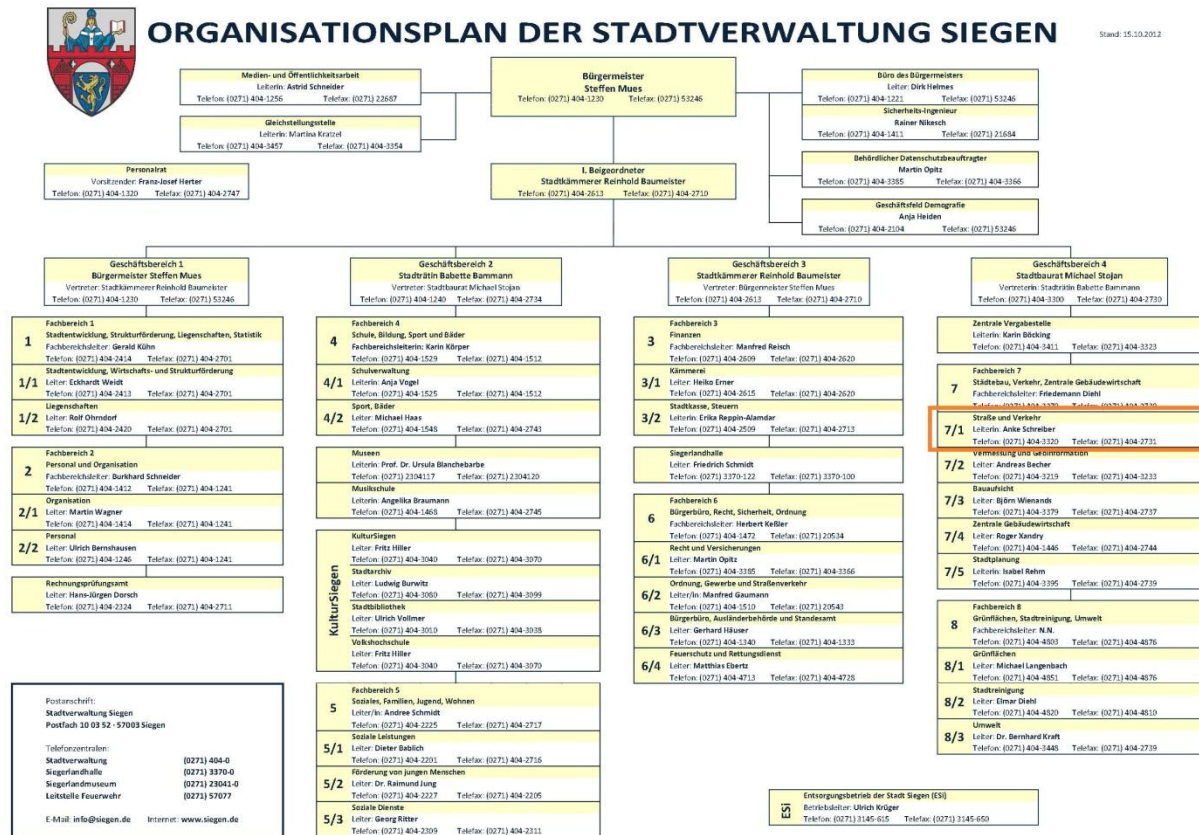 ORGANISATIONSPLAN DER STADTVERWALTUNG SIEGEN
Stand: 15.10.2012
Medien- und Öffentlichkeitsarbeit
Leiterin: Astrid Schneider
Telefon: (0271) 404-1256 Telefax: (0271) 22687
Gleichstellungsstelle
Leiterin: Martina Kratzel
Telefon: (0271) 404-3457 Telefax: (0271) 404-3354
Personalrat
Vorsitzender: Franz-Josef Herter
Telefon: (0271) 404-1320 Telefax: (0271) 404-2747
Bürgermeister
Steffen Mues
Telefon: (0271) 404-1230 Telefax: (0271) 53246
I. Beigeordneter
Stadtkämmerer Reinhold Baumeister
Telefon: (0271) 404-2613 Telefax: (0271) 404-2710
Büro des Bürgermeisters
Leiter: Dirk Helmes
Telefon: (0271) 404-1221 Telefax: (0271) 53246
Sicherheits-Ingenieur
Rainer Nikesch
Telefon: (0271) 404-1411 Telefax: (0271) 21684
Behördlicher Datenschutzbeauftragter
Martin Opitz
Telefon: (0271) 404-3385 Telefax: (0271) 404-3366
Geschäftsfeld Demografie
Anja Heiden
Telefon: (0271) 404-2104 Telefax: (0271) 53246
Geschäftsbereich 1
Bürgermeister Steffen Mues
Vertreter: Stadtkämmerer Reinhold Baumeister
Telefon: (0271) 404-1230 Telefax: (0271) 53246
Fachbereich 1
Stadtentwicklung, Strukturförderung, Liegenschaften, Statistik
1 Fachbereichsleiter: Gerald Kühn
Telefon: (0271) 404-2414 Telefax: (0271) 404-2701
Stadtentwicklung, Wirtschafts- und Strukturförderung
1/1 Leiter: Eckhardt Weidt
Telefon: (0271) 404-2413 Telefax: (0271) 404-2701
Liegenschaften
1/2 Leiter: Rolf Ohrndorf
Telefon: (0271) 404-2420 Telefax: (0271) 404-2701
Fachbereich 2
Personal und Organisation
2 Fachbereichsleiter: Burkhard Schneider
Telefon: (0271) 404-1412 Telefax: (0271) 404-1241
Organisation
2/1 Leiter: Martin Wagner
Telefon: (0271) 404-1414 Telefax: (0271) 404-1241
Personal
2/2 Leiter: Ulrich Bernshausen
Telefon: (0271) 404-1246 Telefax: (0271) 404-1241
Rechnungsprüfungsamt
Leiter: Hans-Jürgen Dorsch
Telefon: (0271) 404-2324 Telefax: (0271) 404-2711
Postanschrift:
Stadtverwaltung Siegen
Postfach 10 03 52 - 57003 Siegen
Telefonzentralen:
Stadtverwaltung (0271) 404-0
Siegerlandhalle (0271) 3370-0
Siegerlandmuseum (0271) 23041-0
Leitstelle Feuerwehr (0271) 57077
E-Mail: info@siegen.de Internet: www.siegen.de
Geschäftsbereich 2
Stadträtin Babette Bammann
Vertreter: Stadtbaurat Michael Stojan
Telefon: (0271) 404-1240 Telefax: (0271) 404-2734
Fachbereich 4
Schule, Bildung, Sport und Bäder
4 Fachbereichsleiterin: Karin Körper
Telefon: (0271) 404-1529 Telefax: (0271) 404-1512
Schulverwaltung
4/1 Leiterin: Anja Vogel
Telefon: (0271) 404-1525 Telefax: (0271) 404-1512
Sport, Bäder
4/2 Leiter: Michael Haas
Telefon: (0271) 404-1548 Telefax: (0271) 404-2743
Museen
Leiterin: Prof. Dr. Ursula Blanchebarbe
Telefon: (0271) 2304117 Telefax: (0271) 2304120
Musikschule
Leiterin: Angelika Braumann
Telefon: (0271) 404-1468 Telefax: (0271) 404-2745
KulturSiegen
KulturSiegen
Leiter: Fritz Hiller
Telefon: (0271) 404-3040 Telefax: (0271) 404-3070
Stadtarchiv
Leiter: Ludwig Burwitz
Telefon: (0271) 404-3080 Telefax: (0271) 404-3099
Stadtbibliothek
Leiter: Ulrich Vollmer
Telefon: (0271) 404-3010 Telefax: (0271) 404-3038
Volkshochschule
Leiter: Fritz Hiller
Telefon: (0271) 404-3040 Telefax: (0271) 404-3070
Fachbereich 5
Soziales, Familien, Jugend, Wohnen
5 Leiter/in: Andree Schmidt
Telefon: (0271) 404-2225 Telefax: (0271) 404-2717
Soziale Leistungen
5/1 Leiter: Dieter Bablich
Telefon: (0271) 404-2201 Telefax: (0271) 404-2716
Förderung von jungen Menschen
5/2 Leiter: Dr. Raimund Jung
Telefon: (0271) 404-2227 Telefax: (0271) 404-2205
Soziale Dienste
5/3 Leiter: Georg Ritter
Telefon: (0271) 404-2309 Telefax: (0271) 404-2311
Geschäftsbereich 3
Stadtkämmerer Reinhold Baumeister
Vertreter: Bürgermeister Steffen Mues
Telefon: (0271) 404-2613 Telefax: (0271) 404-2710
Fachbereich 3
Finanzen
3 Fachbereichsleiter: Manfred Reisch
Telefon: (0271) 404-2609 Telefax: (0271) 404-2620
Kämmerei
3/1 Leiter: Heiko Erner
Telefon: (0271) 404-2615 Telefax: (0271) 404-2620
Stadtkasse, Steuern
3/2 Leiterin: Erika Reppin-Alamdar
Telefon: (0271) 404-2509 Telefax: (0271) 404-2713
Siegerlandhalle
Leiter: Friedrich Schmidt
Telefon: (0271) 3370-122 Telefax: (0271) 3370-100
Fachbereich 6
Bürgerbüro, Recht, Sicherheit, Ordnung
6 Fachbereichsleiter: Herbert Keßler
Telefon: (0271) 404-1472 Telefax: (0271) 20534
Recht und Versicherungen
6/1 Leiter: Martin Opitz
Telefon: (0271) 404-3385 Telefax: (0271) 404-3366
Ordnung, Gewerbe und Straßenverkehr
6/2 Leiter/in: Manfred Gaumann
Telefon: (0271) 404-1510 Telefax: (0271) 20543
Bürgerbüro, Ausländerbehörde und Standesamt
6/3 Leiter: Gerhard Häuser
Telefon: (0271) 404-1340 Telefax: (0271) 404-1333
Feuerschutz und Rettungsdienst
6/4 Leiter: Matthias Ebertz
Telefon: (0271) 404-4713 Telefax: (0271) 404-4728
Geschäftsbereich 4
Stadtbaurat Michael Stojan
Vertreterin: Stadträtin Babette Bammann
Telefon: (0271) 404-3300 Telefax: (0271) 404-2730
Zentrale Vergabestelle
Leiterin: Karin Böcking
Telefon: (0271) 404-3411 Telefax: (0271) 404-3323
Fachbereich 7
Städtebau, Verkehr, Zentrale Gebäudewirtschaft
7 Fachbereichsleiter: Friedemann Diehl
Straße und Verkehr
7/1 Leiterin: Anke Schreiber
Telefon: (0271) 404-3320 Telefax: (0271) 404-2731
Vermessung und Geoinformation
7/2 Leiter: Andreas Becher
Telefon: (0271) 404-3219 Telefax: (0271) 404-3233
Bauaufsicht
7/3 Leiter: Björn Wienands
Telefon: (0271) 404-3379 Telefax: (0271) 404-2737
Zentrale Gebäudewirtschaft
7/4 Leiter: Roger Xandry
Telefon: (0271) 404-1446 Telefax: (0271) 404-2744
Stadtplanung
7/5 Leiterin: Isabel Rehm
Telefon: (0271) 404-3395 Telefax: (0271) 404-2739
Fachbereich 8
Grünflächen, Stadtreinigung, Umwelt
8 Fachbereichsleiter: N.N.
Telefon: (0271) 404-4803 Telefax: (0271) 404-4876
Grünflächen
8/1 Leiter: Michael Langenbach
Telefon: (0271) 404-4851 Telefax: (0271) 404-4876
Stadtreinigung
8/2 Leiter: Elmar Diehl
Telefon: (0271) 404-4820 Telefax: (0271) 404-4810
Umwelt
8/3 Leiter: Dr. Bernhard Kraft
Telefon: (0271) 404-3448 Telefax: (0271) 404-2739
Entsorgungsbetrieb der Stadt Siegen (ESi)
ESi Betriebsleiter: Ulrich Krüger
Telefon: (0271) 3145-615 Telefax: (0271) 3145-650